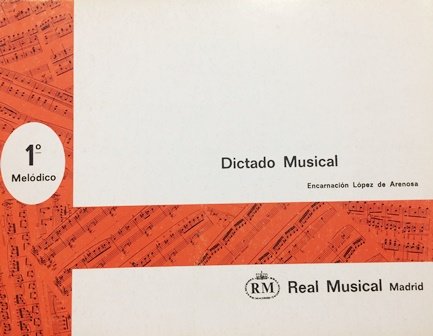 1º
Melódico
Dictado Musical
Encarnación López de Arenosa
RM Real Musical Madrid